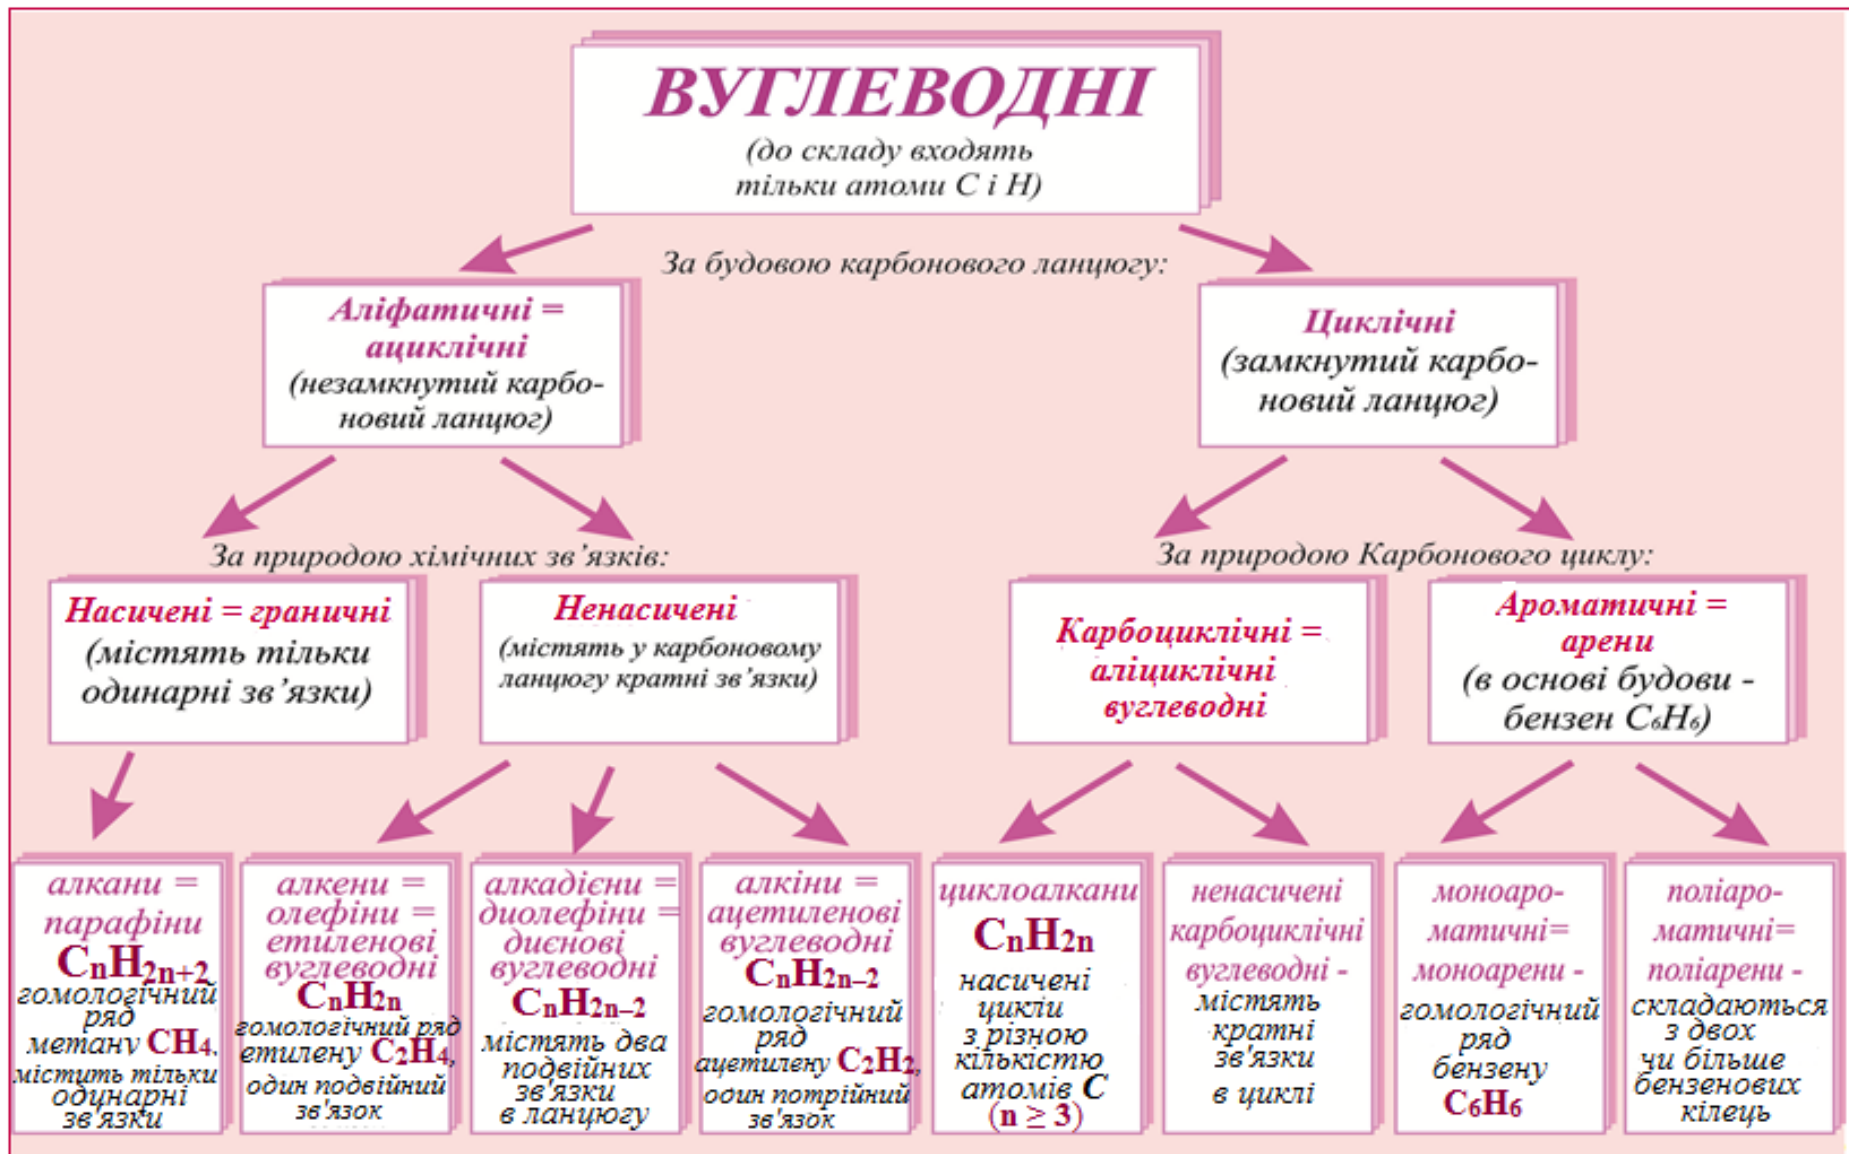 ВУГЛЕВОДНІ
(до складу входять
тільки атоми С і Н)
За будовою карбонового ланцюгу:
Аліфатичні =
ациклічні
(незамкнутий карбо-
новий ланцюг)
Циклічні
(замкнутий карбо-
новий ланцюг)
За природою хімічних зв’язків:
За природою Карбонового циклу:
Насичені = граничні
(містять тільки
одинарні зв’язки)
Ненасичені
(містять у карбоновому
ланцюгу кратні зв’язки)
Карбоциклічні =
аліциклічні
вуглеводні
Ароматичні =
арени
(в основі будови -
бензен C₆H₆)
алкани =
парафіни
CₙH₂ₙ₊₂
гомологічний
ряд
метану CH₄,
містить тільки
одинарні
зв'язки
алкени =
олефіни =
етиленові
вуглеводні
CₙH₂ₙ
гомологічний ряд
етилену C₂H₄,
один подвійний
зв'язок
алкадієни =
диолефіни =
диєнові
вуглеводні
CₙH₂ₙ₋₂
містять два
подвійних
зв'язки
в ланцюгу
алкіни =
ацетиленові
вуглеводні
CₙH₂ₙ₋₂
гомологічний
ряд
ацетилену C₂H₂,
один потрійний
зв'язок
циклоалкани
CₙH₂ₙ
насичені
цикли
з різною
кількістю
атомів С
(n ≥ 3)
ненасичені
карбоциклічні
вуглеводні -
містять
кратні
зв'язки
в циклі
моноаро-
матичні=
моноарени -
гомологічний
ряд
бензену
C₆H₆
поліаро-
матичні=
поліарени -
складаються
з двох
чи більше
бензенових
кілець